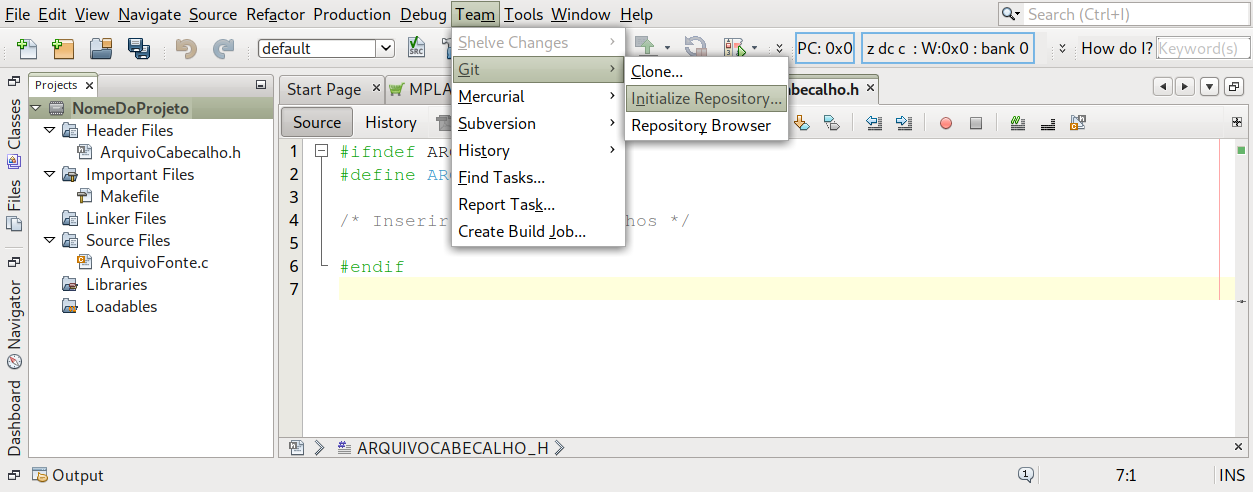 File Edit View Navigate Source Refactor Production Debug Team Tools Window Help Search (Ctrl+I)
default PC: 0x0 z dc c : W:0x0 : bank 0 How do I? Keyword(s)
SRC
Shelve Changes
Git
Mercurial
Subversion
History
Find Tasks...
Report Task...
Create Build Job...
Clone...
Initialize Repository...
Repository Browser
Classes
Files
Navigator
Dashboard
Projects
NomeDoProjeto
Header Files
ArquivoCabecalho.h
Important Files
Makefile
Linker Files
Source Files
ArquivoFonte.c
Libraries
Loadables
Start Page MPLA abecalho.h
Source History
1 #ifndef AR
2 #define AR
3
4 /* Inserir hos */
5
6 #endif
7
ARQUIVOCABECALHO_H
Output 1 7:1 INS